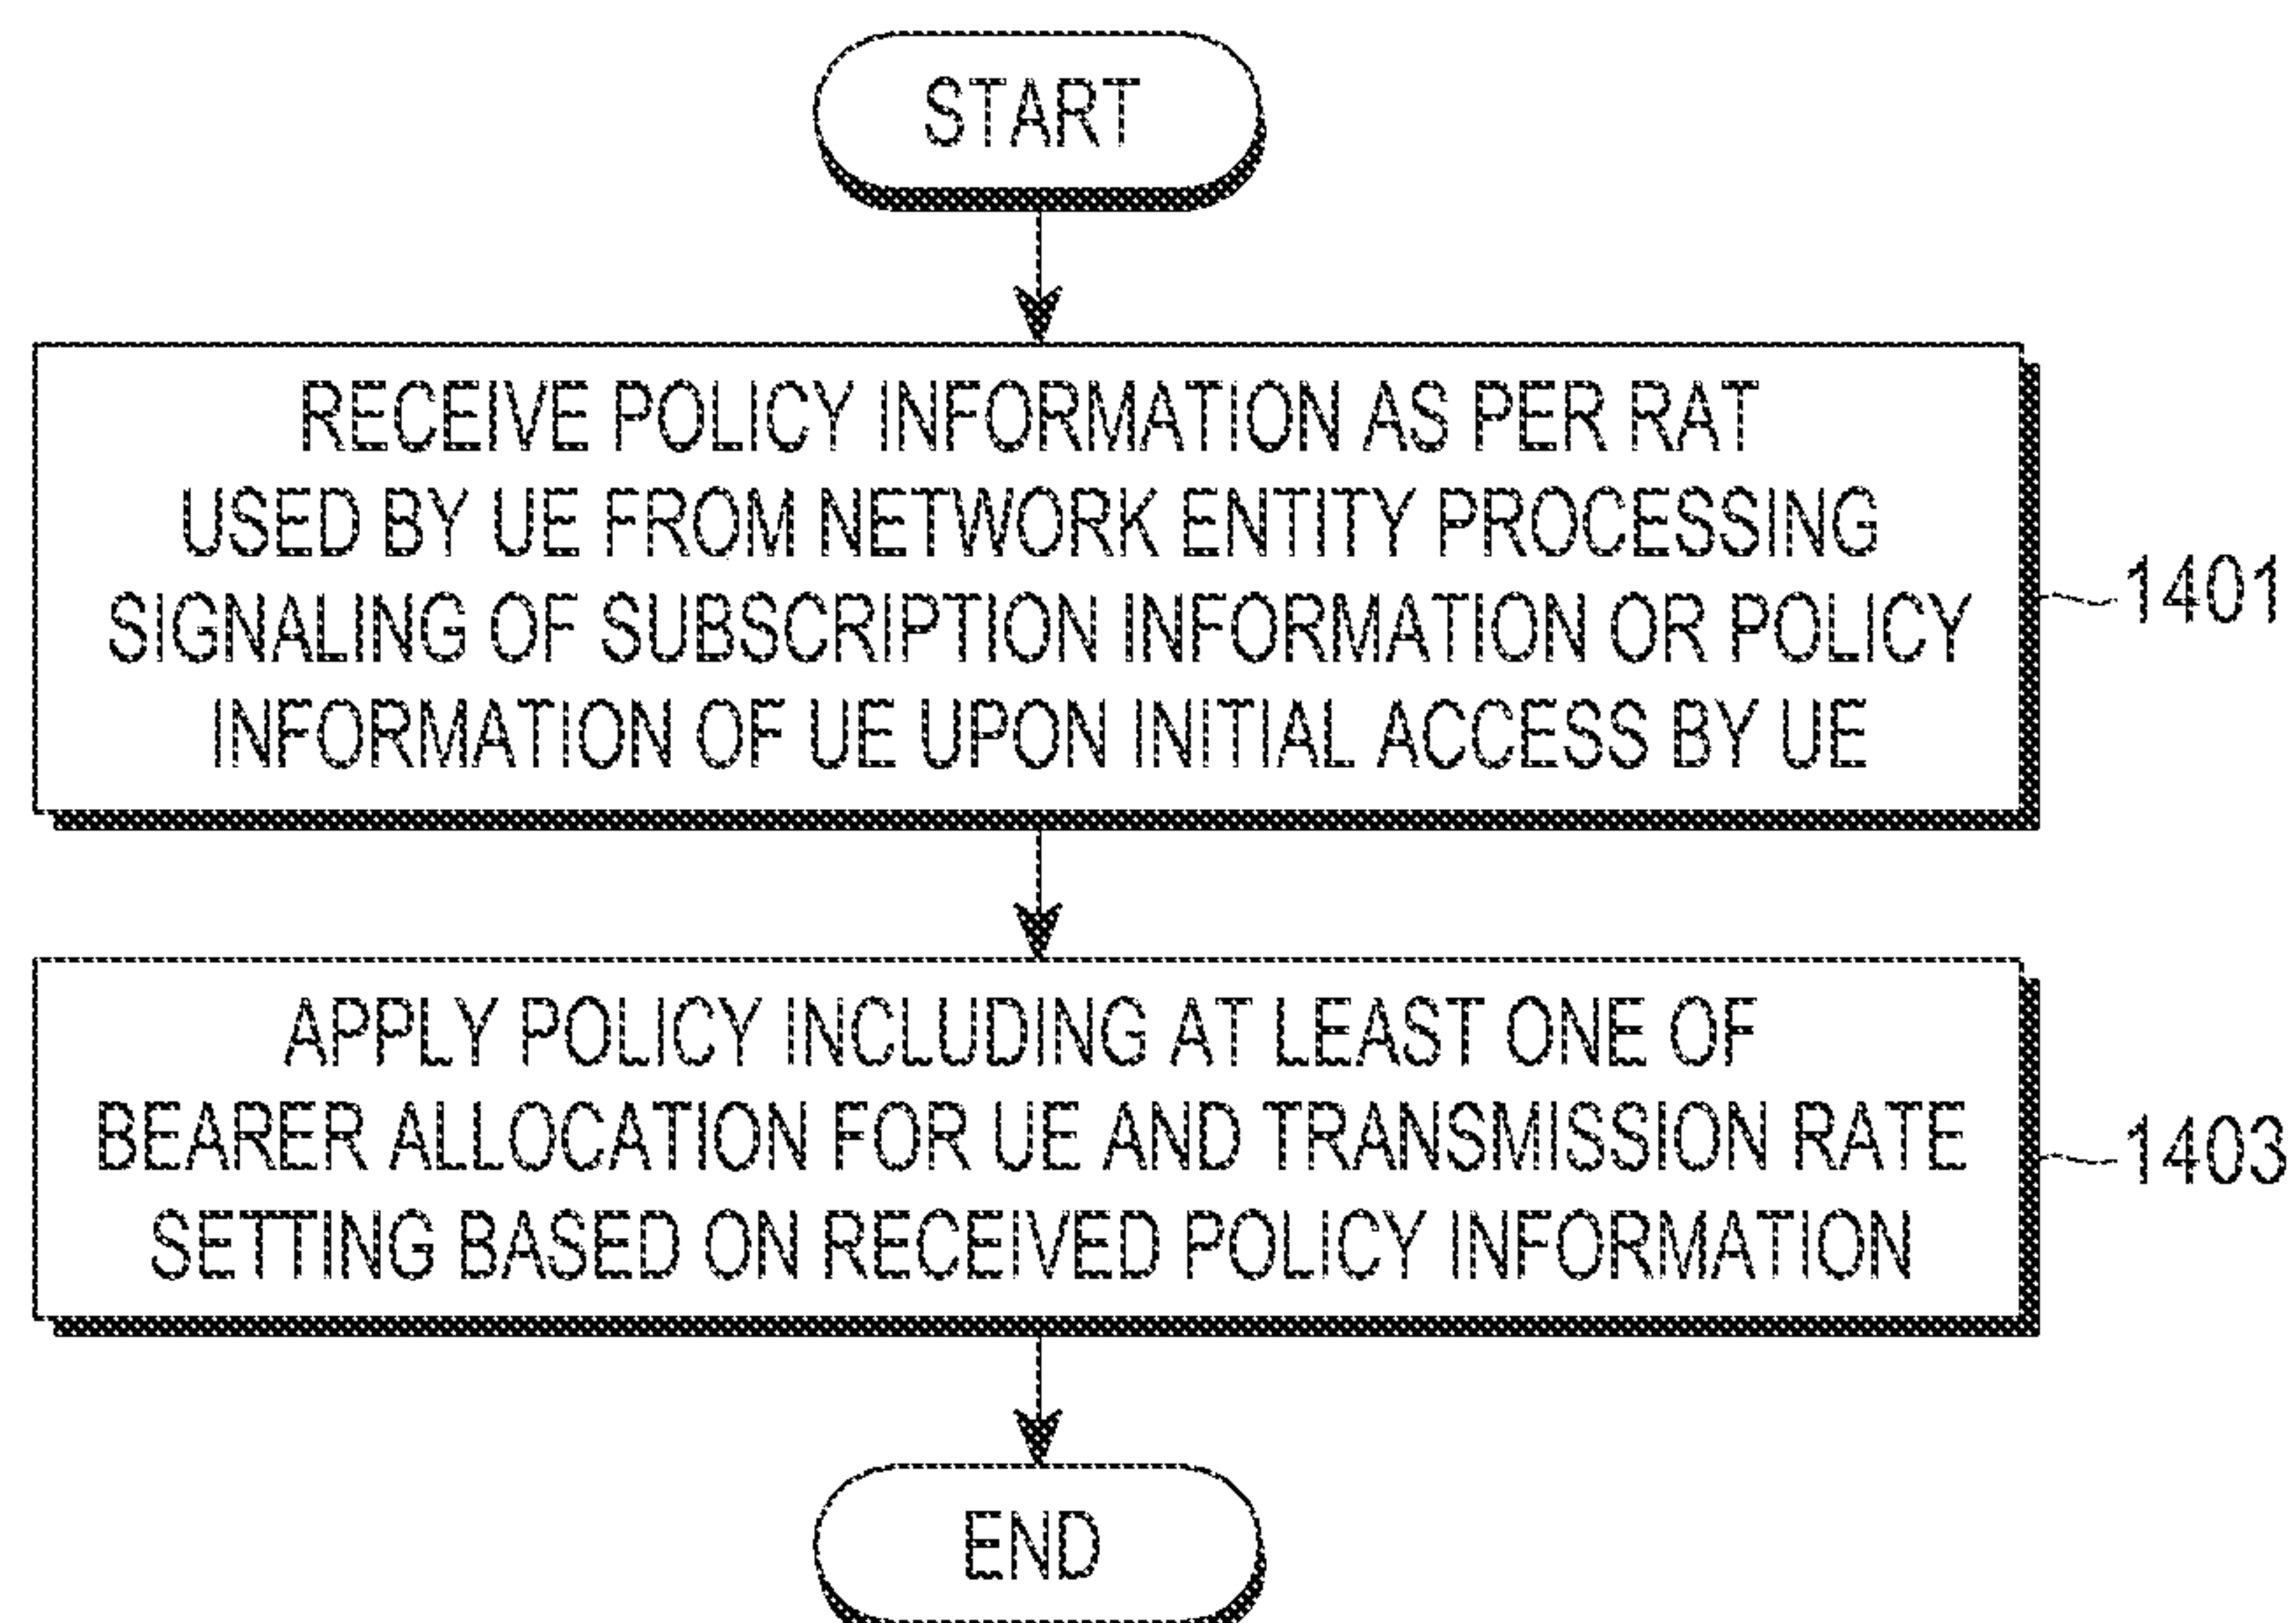 START
RECEIVE POLICY INFORMATION AS PER RAT
USED BY UE FROM NETWORK ENTITY PROCESSING
SIGNALING OF SUBSCRIPTION INFORMATION OR POLICY
INFORMATION OF UE UPON INITIAL ACCESS BY UE
1401
APPLY POLICY INCLUDING AT LEAST ONE OF
BEARER ALLOCATION FOR UE AND TRANSMISSION RATE
SETTING BASED ON RECEIVED POLICY INFORMATION
1403
END